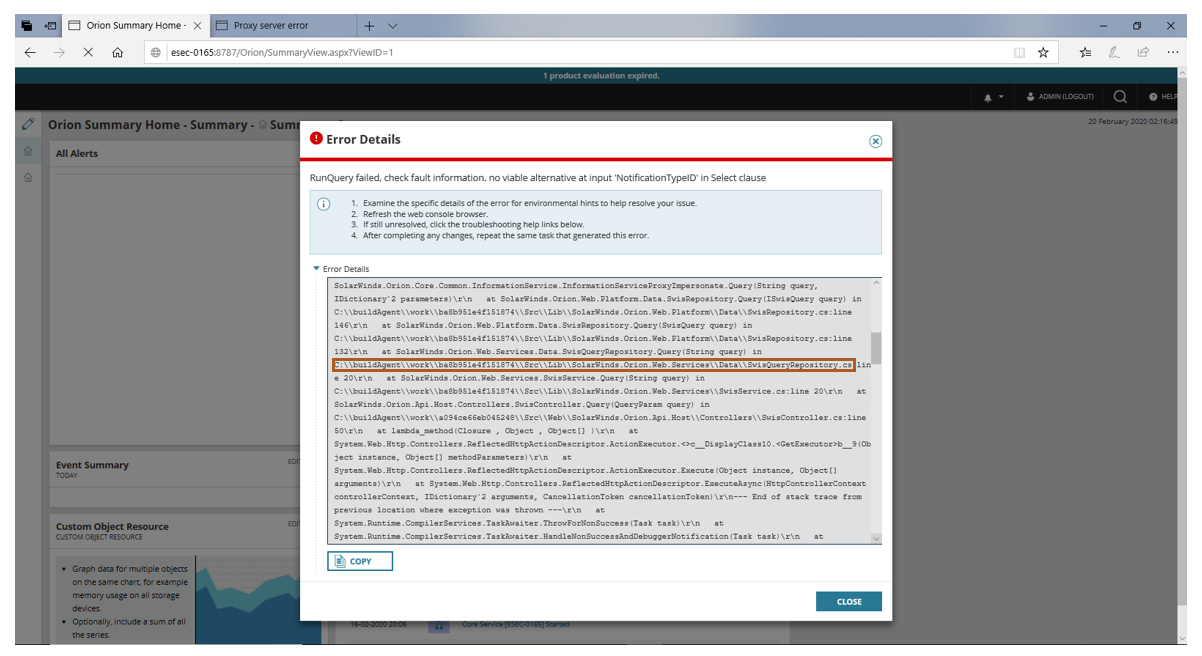 Orion Summary Home ·
Proxy server error
esec-0165:8787/Orion/SummaryView.aspx?ViewID=1
1 product evaluation expired.
ADMIN (LOGOUT)
HELP
Orion Summary Home - Summary - Summ
20 February 2020 02:16:49
All Alerts
Error Details
RunQuery failed, check fault information. no viable alternative at input 'NotificationTypeID' in Select clause
1. Examine the specific details of the error for environmental hints to help resolve your issue.
2. Refresh the web console browser.
3. If still unresolved, click the troubleshooting help links below.
4. After completing any changes, repeat the same task that generated this error.
Error Details
SolarWinds.Orion.Core.Common.InformationService.InformationServiceProxyImpersonate.Query(String query,
IDictionary`2 parameters)\r\n   at SolarWinds.Orion.Web.Platform.Data.SwisRepository.Query(ISwisQuery query) in
C:\\buildAgent\\work\\ba8b951e4f151874\\Src\\Lib\\SolarWinds.Orion.Web.Platform\\Data\\SwisRepository.cs:line
146\r\n   at SolarWinds.Orion.Web.Platform.Data.SwisRepository.Query(SwisQuery query) in
C:\\buildAgent\\work\\ba8b951e4f151874\\Src\\Lib\\SolarWinds.Orion.Web.Platform\\Data\\SwisRepository.cs:line
132\r\n   at SolarWinds.Orion.Web.Services.Data.SwisQueryRepository.Query(String query) in
C:\\buildAgent\\work\\ba8b951e4f151874\\Src\\Lib\\SolarWinds.Orion.Web.Services\\Data\\SwisQueryRepository.cs:lin
e 20\r\n   at SolarWinds.Orion.Web.Services.SwisService.Query(String query) in
C:\\buildAgent\\work\\ba8b951e4f151874\\Src\\Lib\\SolarWinds.Orion.Web.Services\\SwisService.cs:line 20\r\n   at
SolarWinds.Orion.Api.Host.Controllers.SwisController.Query(QueryParam query) in
C:\\buildAgent\\work\\a094ce66eb045248\\Src\\Web\\SolarWinds.Orion.Api.Host\\Controllers\\SwisController.cs:line
50\r\n   at lambda_method(Closure , Object , Object[] )\r\n   at
System.Web.Http.Controllers.ReflectedHttpActionDescriptor.ActionExecutor.<>c__DisplayClass10.<GetExecutor>b__9(Ob
ject instance, Object[] methodParameters)\r\n   at
System.Web.Http.Controllers.ReflectedHttpActionDescriptor.ActionExecutor.Execute(Object instance, Object[]
arguments)\r\n   at System.Web.Http.Controllers.ReflectedHttpActionDescriptor.ExecuteAsync(HttpControllerContext
controllerContext, IDictionary`2 arguments, CancellationToken cancellationToken)\r\n--- End of stack trace from
previous location where exception was thrown ---\r\n   at
System.Runtime.CompilerServices.TaskAwaiter.ThrowForNonSuccess(Task task)\r\n   at
System.Runtime.CompilerServices.TaskAwaiter.HandleNonSuccessAndDebuggerNotification(Task task)\r\n   at
COPY
CLOSE
Event Summary
EDI
TODAY
Custom Object Resource
EDI
CUSTOM OBJECT RESOURCE
• Graph data for multiple objects
on the same chart, for example
memory usage on all storage
devices.
• Optionally, include a sum of all
the series.
16-02-2020 20:06
Core Service [ESEC-0165] Started